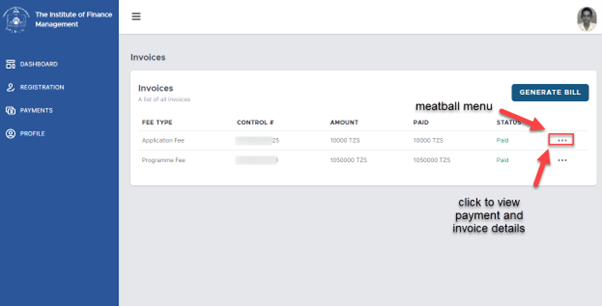 The Institute of Finance
Management
DASHBOARD
REGISTRATION
PAYMENTS
PROFILE
Invoices
Invoices
A list of all invoices
GENERATE BILL
meatball menu
FEE TYPE CONTROL # AMOUNT PAID STATUS
Application Fee 25 10000 TZS 10000 TZS Paid
Programme Fee 1050000 TZS 1050000 TZS Paid
click to view
payment and
invoice details